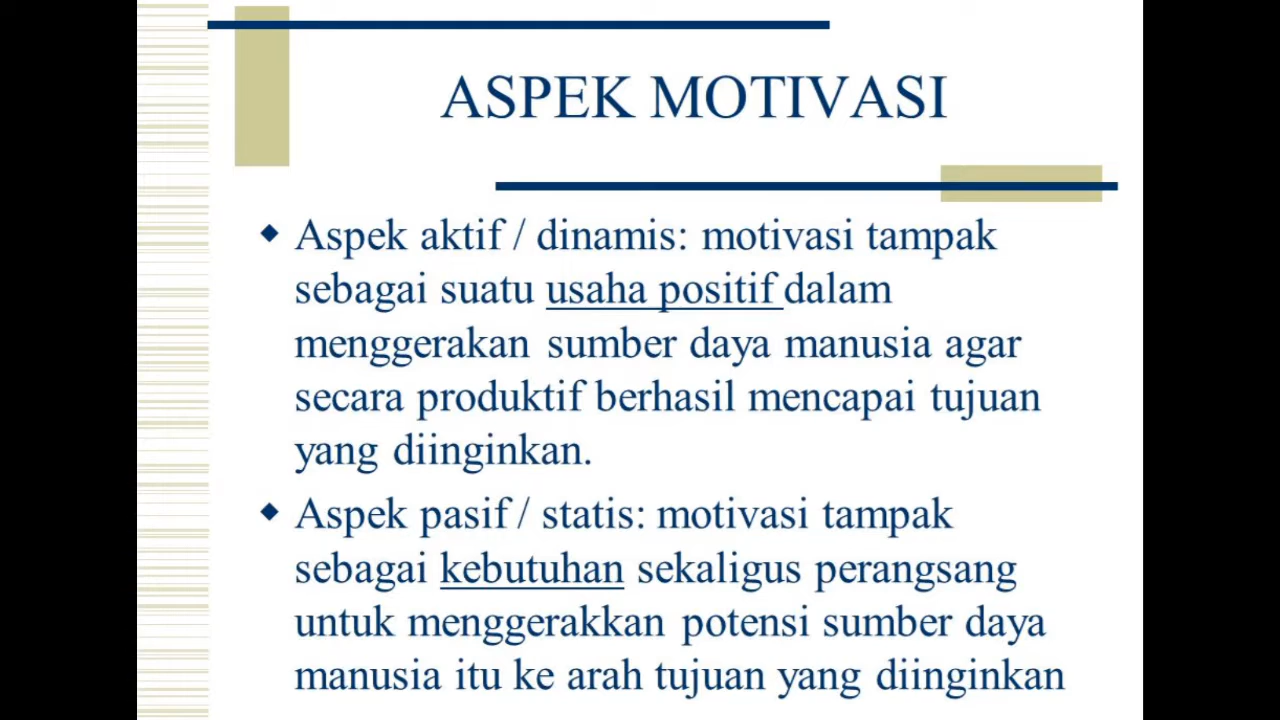 ASPEK MOTIVASI
◆ Aspek aktif / dinamis: motivasi tampak
sebagai suatu usaha positif dalam
menggerakan sumber daya manusia agar
secara produktif berhasil mencapai tujuan
yang diinginkan.
◆ Aspek pasif / statis: motivasi tampak
sebagai kebutuhan sekaligus perangsang
untuk menggerakkan potensi sumber daya
manusia itu ke arah tujuan yang diinginkan